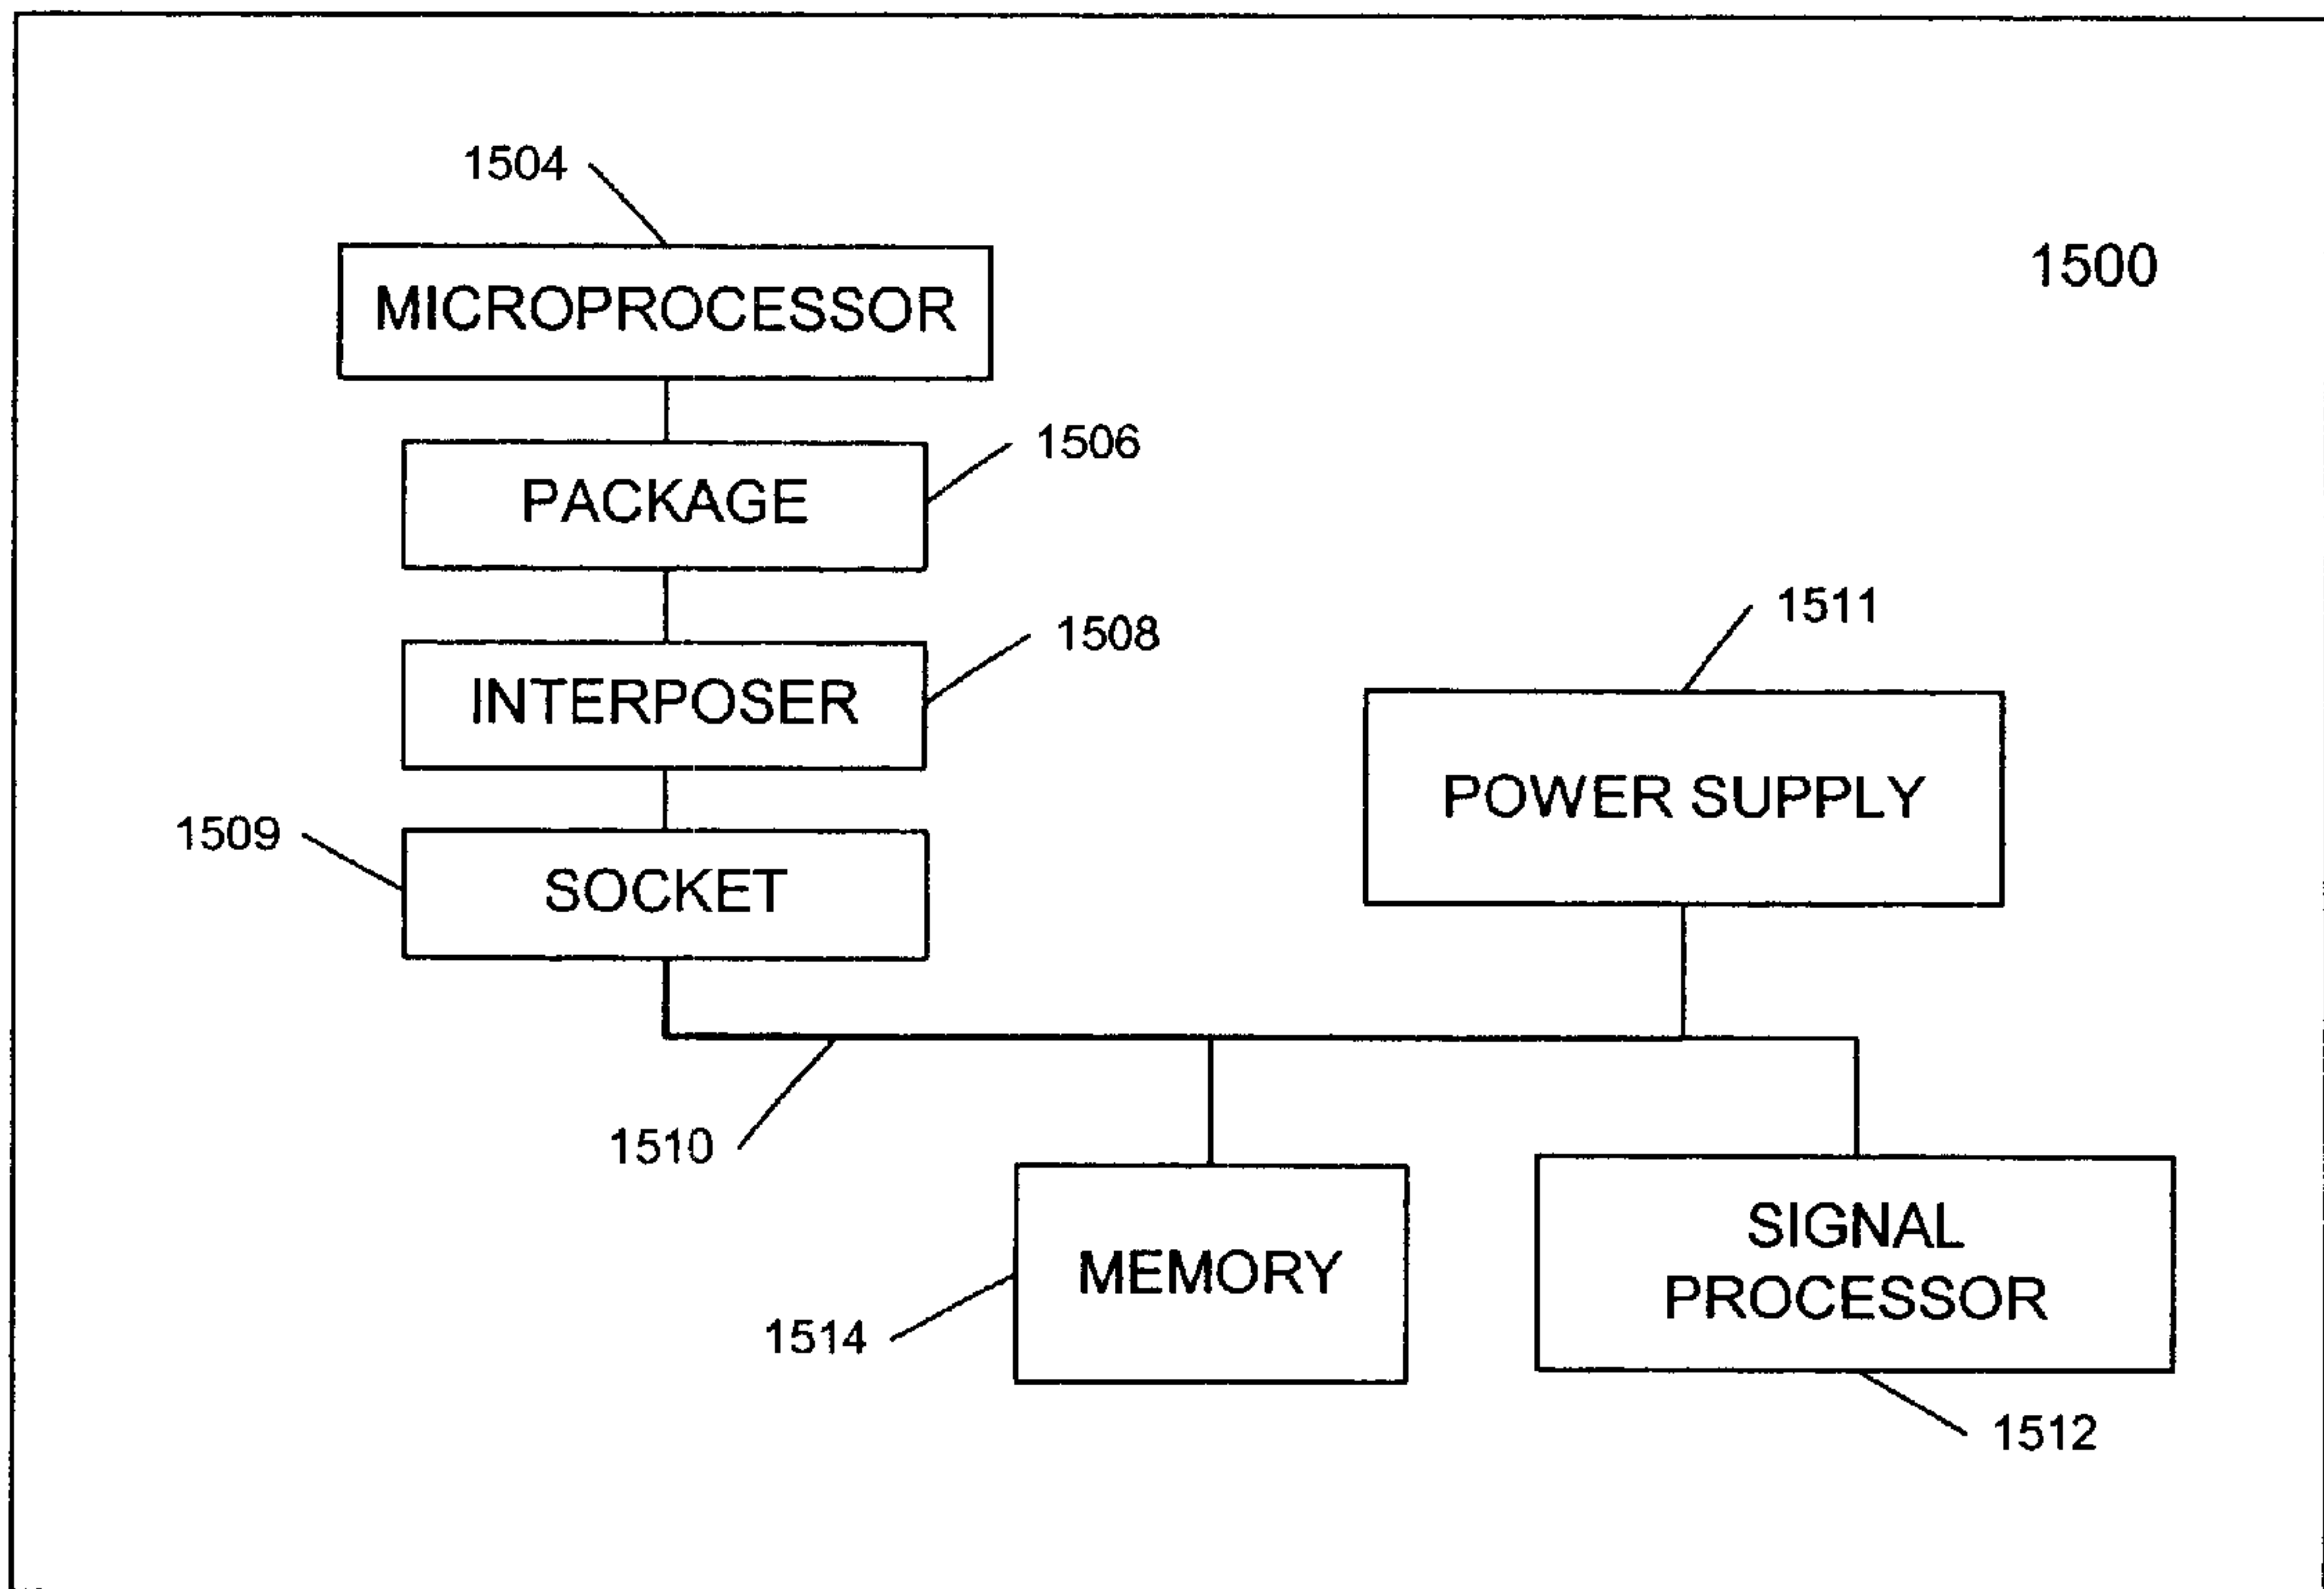 1504
1500
MICROPROCESSOR
1506
PACKAGE
1508
INTERPOSER
1511
POWER SUPPLY
1509
SOCKET
1510
MEMORY
1514
SIGNAL
PROCESSOR
1512